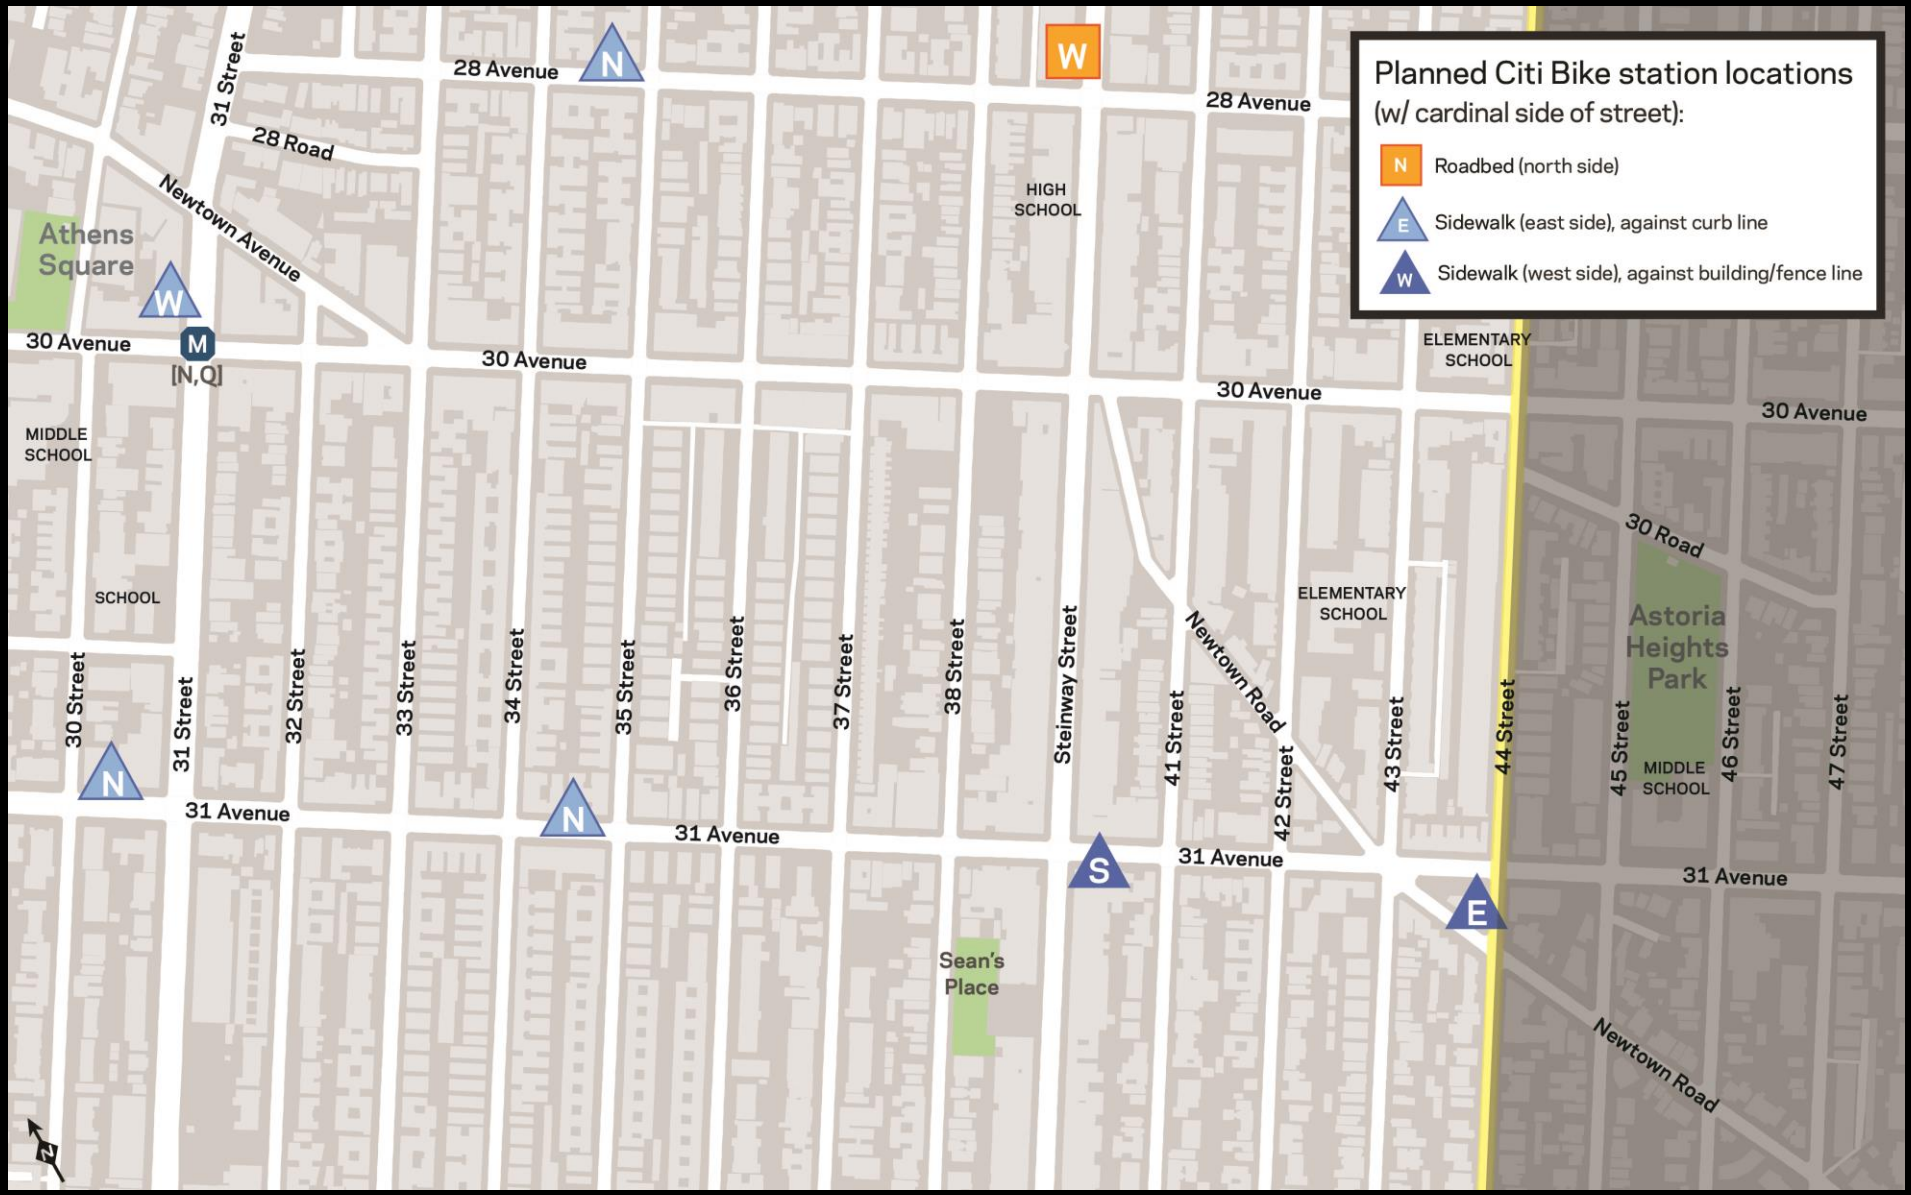 31 Street
28 Avenue
N
W
28 Avenue
Planned Citi Bike station locations
(w/ cardinal side of street):
N
Roadbed (north side)
E
Sidewalk (east side), against curb line
W
Sidewalk (west side), against building/fence line
28 Road
Newtown Avenue
HIGH
SCHOOL
Athens
Square
W
30 Avenue
M
[N,Q]
30 Avenue
30 Avenue
ELEMENTARY
SCHOOL
30 Avenue
MIDDLE
SCHOOL
30 Road
SCHOOL
ELEMENTARY
SCHOOL
Astoria
Heights
Park
30 Street
31 Street
32 Street
33 Street
34 Street
35 Street
36 Street
37 Street
38 Street
Steinway Street
41 Street
Newtown Road
42 Street
43 Street
44 Street
45 Street
46 Street
47 Street
MIDDLE
SCHOOL
N
31 Avenue
N
31 Avenue
S
31 Avenue
E
31 Avenue
Sean's
Place
Newtown Road
N